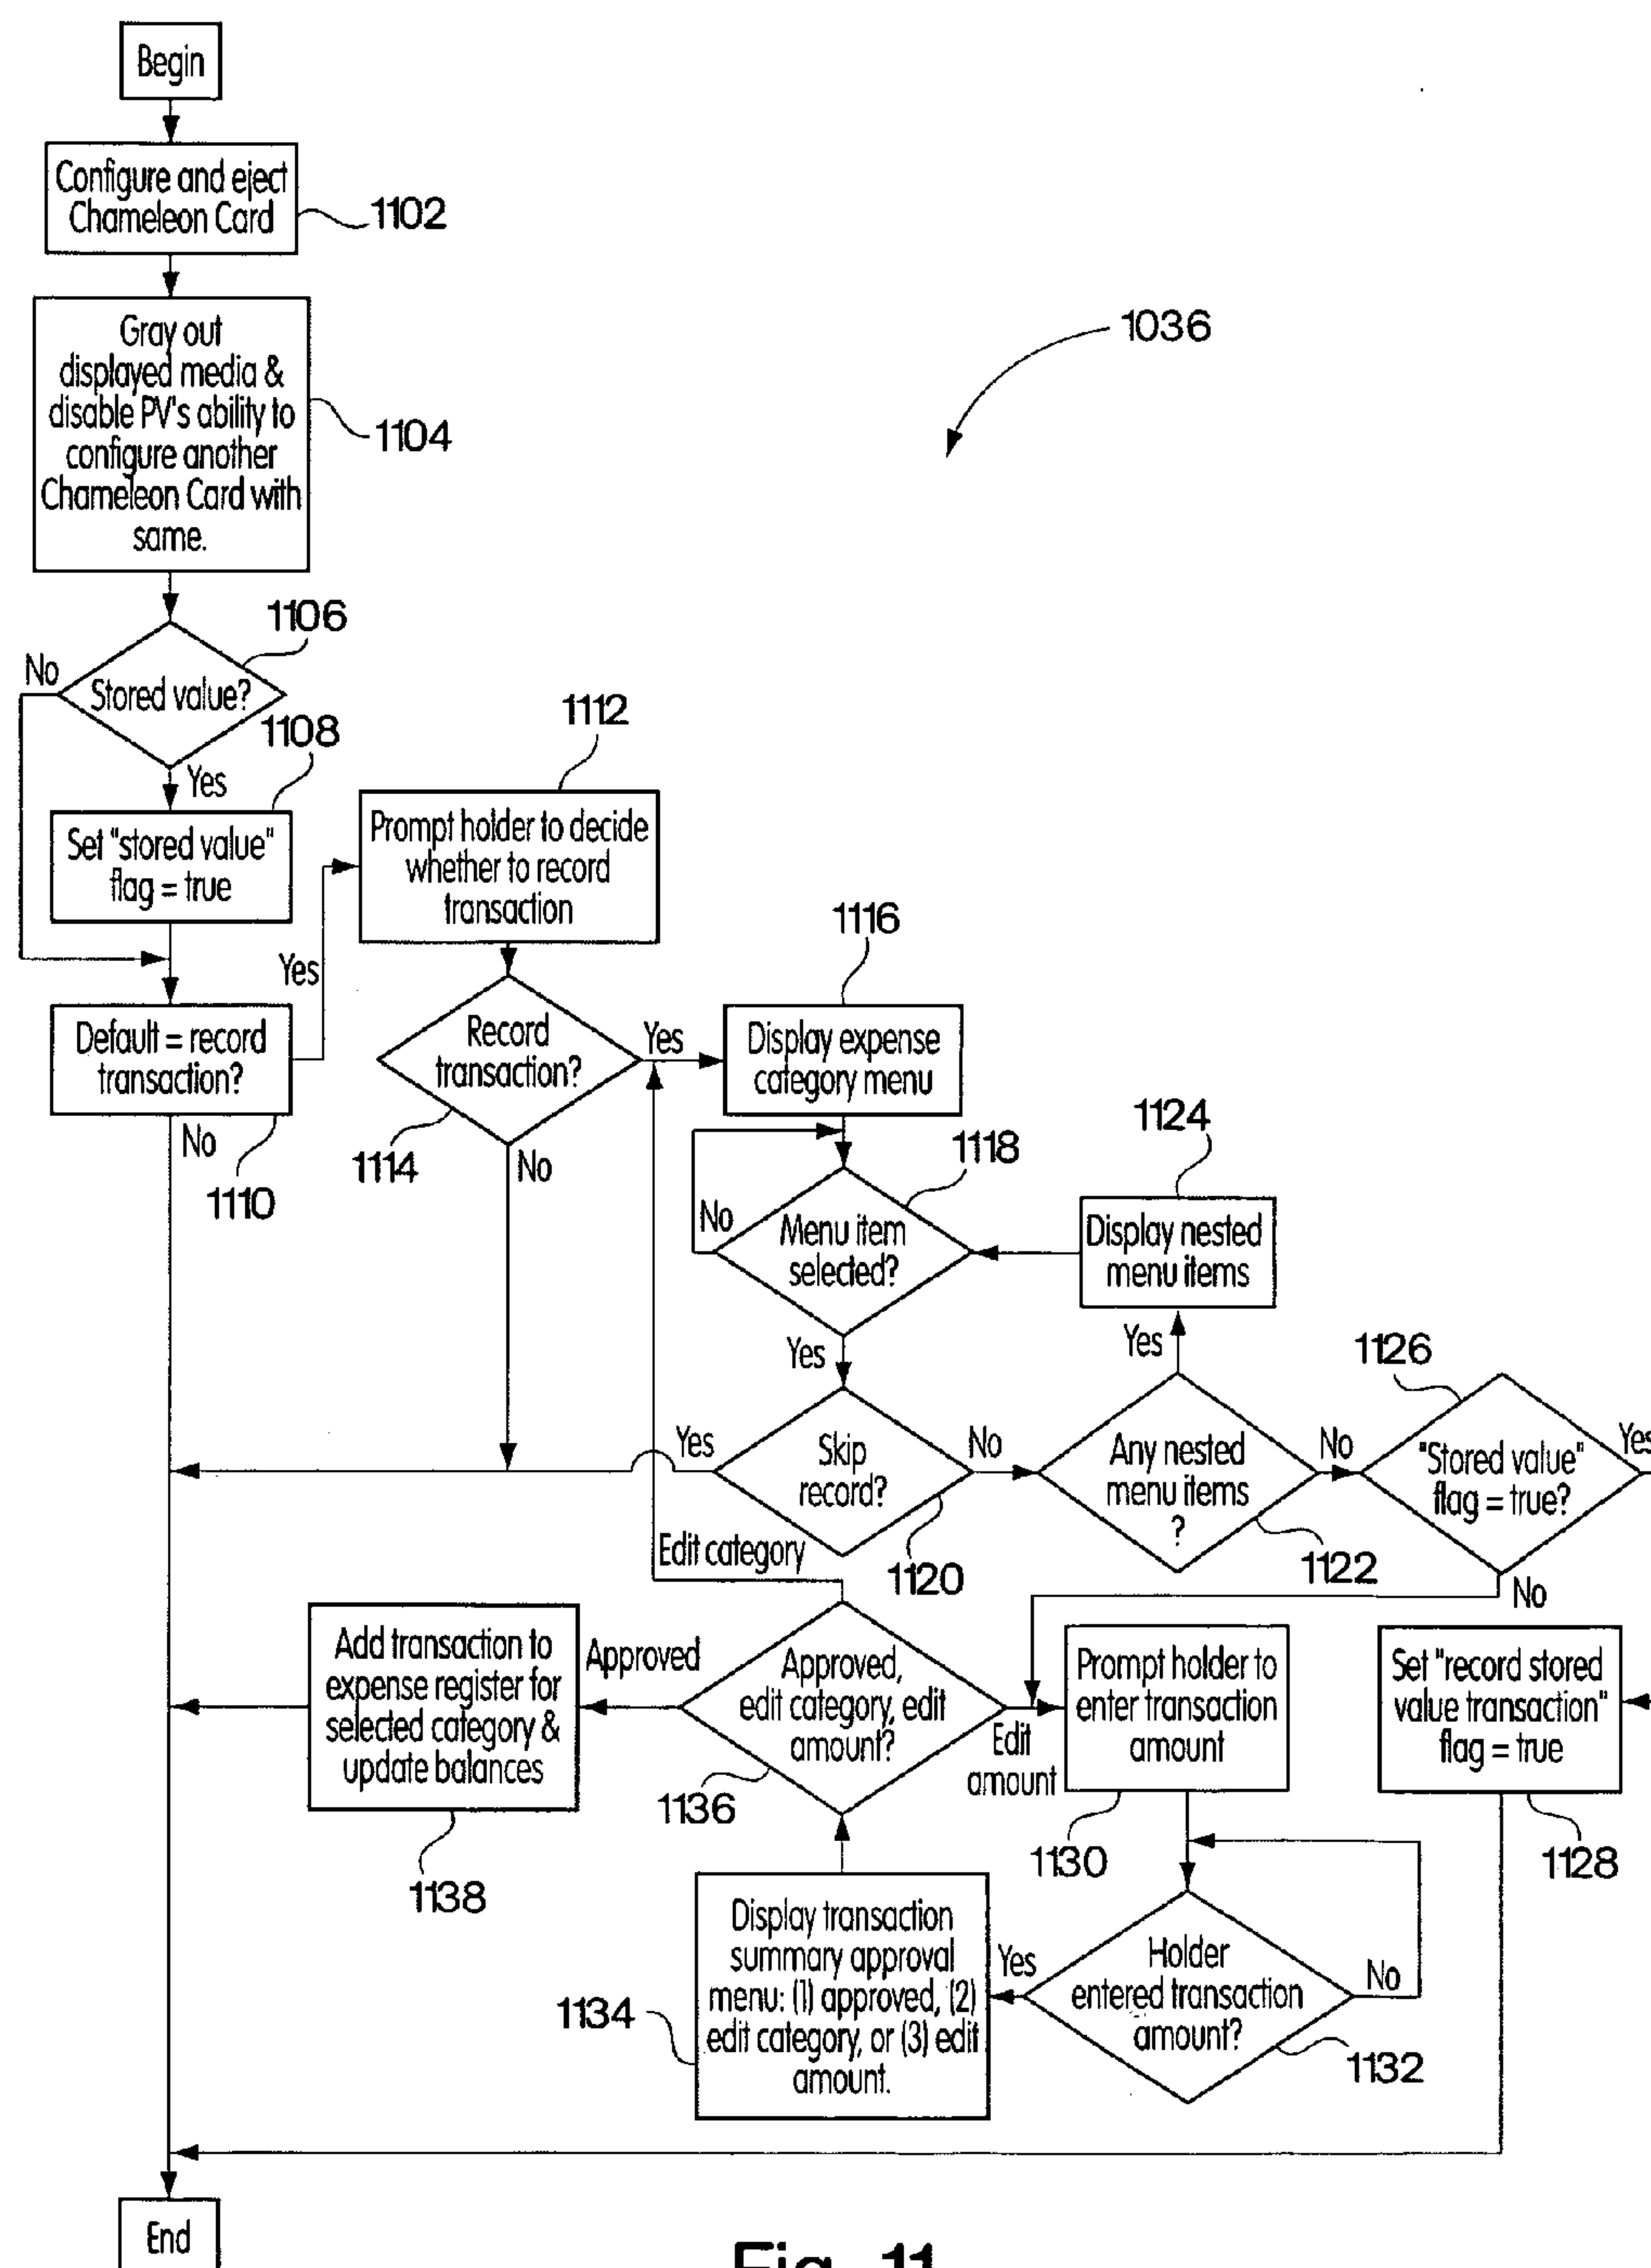 Begin
Configure and eject
Chameleon Card
1102
Gray out
displayed media &
disable PV's ability to
configure another
Chameleon Card with
same.
1104
1036
1106
No
Stored value?
1108
Yes
Set "stored value"
flag = true
1112
Prompt holder to decide
whether to record
transaction
Yes
Default = record
transaction?
No
1110
Record
transaction?
Yes
1114
No
1116
Display expense
category menu
1118
No
Menu item
selected?
1124
Display nested
menu items
Yes
Yes
1126
Yes
Skip
record?
No
1120
Any nested
menu items
?
No
1122
"Stored value"
flag = true?
Yes
No
Edit category
Add transaction to
expense register for
selected category &
update balances
1138
Approved
Approved,
edit category, edit
amount?
1136
Edit
amount
Prompt holder to
enter transaction
amount
1130
Set "record stored
value transaction"
flag = true
1128
Display transaction
summary approval
menu: (1) approved, (2)
edit category, or (3) edit
amount.
1134
Yes
Holder
entered transaction
amount?
No
1132
End
Fig. 11